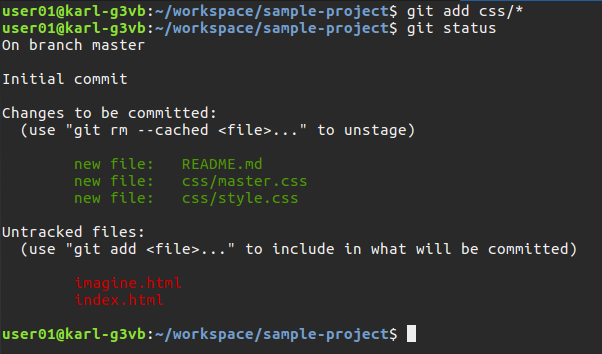 user01@karl-g3vb:~/workspace/sample-project$ git add css/*
user01@karl-g3vb:~/workspace/sample-project$ git status
On branch master
Initial commit
Changes to be committed:
(use "git rm --cached <file>..." to unstage)
new file: README.md
new file: css/master.css
new file: css/style.css
Untracked files:
(use "git add <file>..." to include in what will be committed)
imagine.html
index.html
user01@karl-g3vb:~/workspace/sample-project$